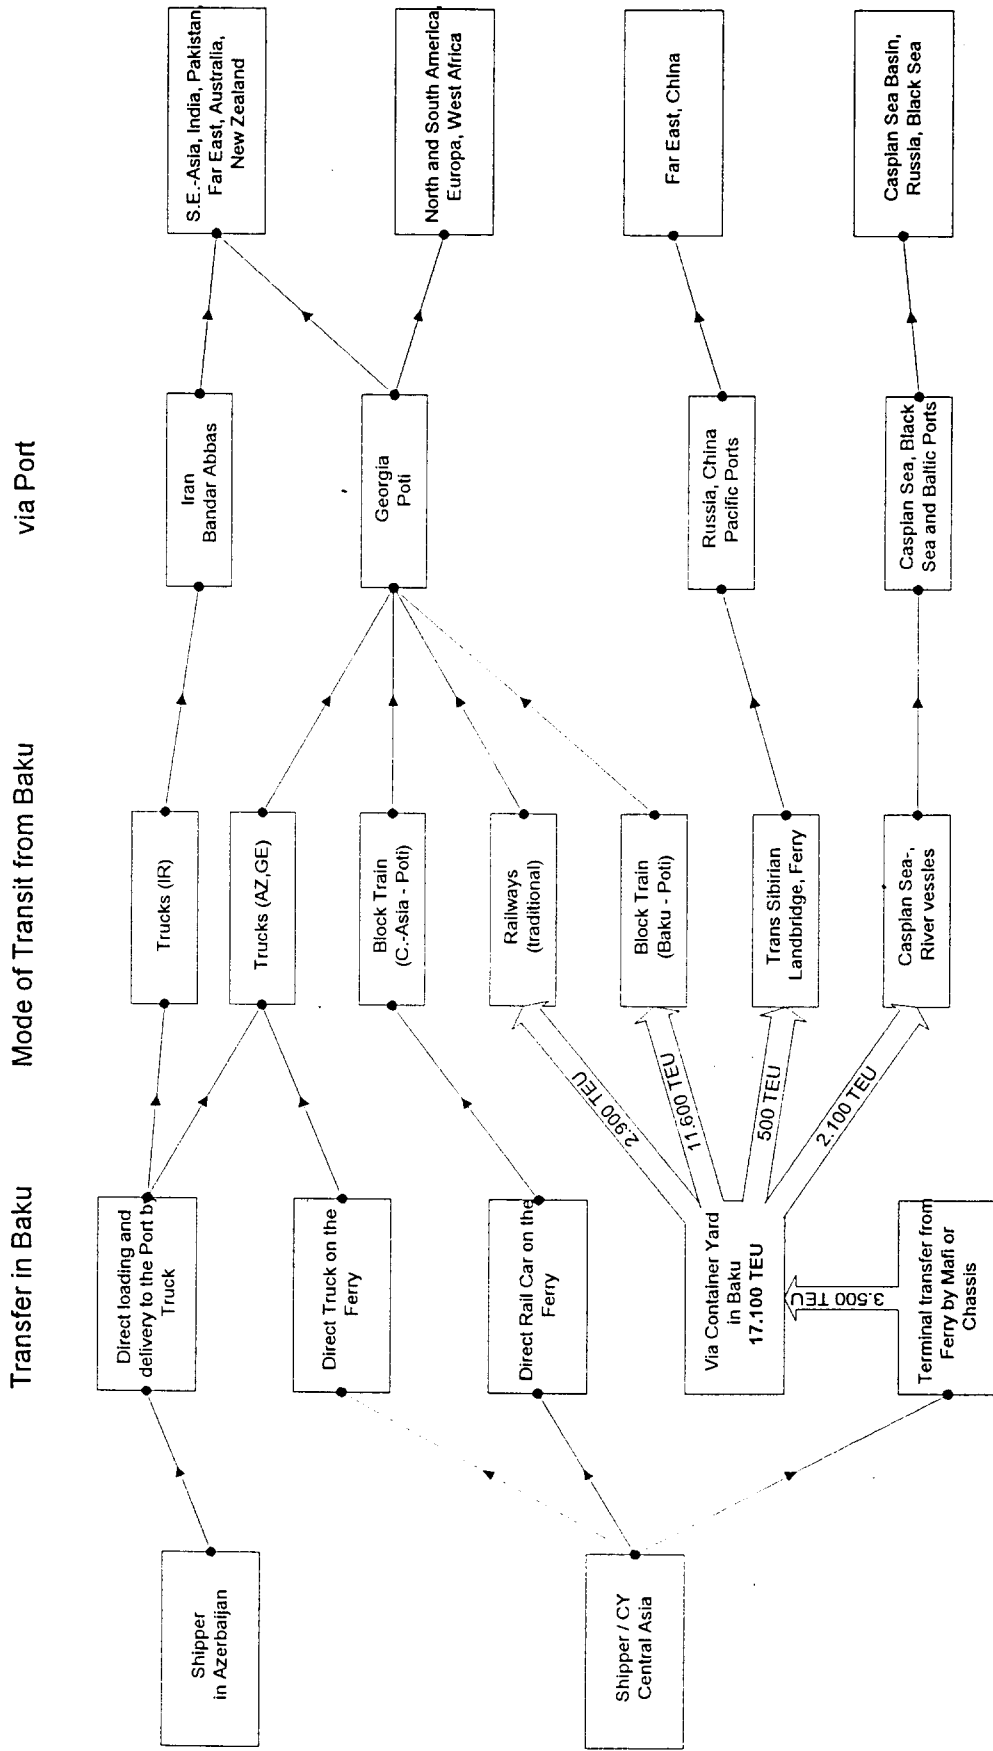 Transfer in Baku
Mode of Transit from Baku
via Port
Shipper
in Azerbaijan
Shipper / CY
Central Asia
Direct loading and
delivery to the Port by
Truck
Direct Truck on the
Ferry
Direct Rail Car on the
Ferry
Via Container Yard
in Baku
17.100 TEU
3.500 TEU
Terminal transfer from
Ferry by Mafi or
Chassis
2.900 TEU
11.600 TEU
500 TEU
2.100 TEU
Trucks (IR)
Trucks (AZ,GE)
Block Train
(C.-Asia - Poti)
Railways
(traditional)
Block Train
(Baku - Poti)
Trans Sibirian
Landbridge, Ferry
Caspian Sea-,
River vessles
Iran
Bandar Abbas
Georgia
Poti
Russia, China
Pacific Ports
Caspian Sea, Black
Sea and Baltic Ports
S.E.-Asia, India, Pakistan,
Far East, Australia,
New Zealand
North and South America,
Europa, West Africa
Far East, China
Caspian Sea Basin,
Russia, Black Sea